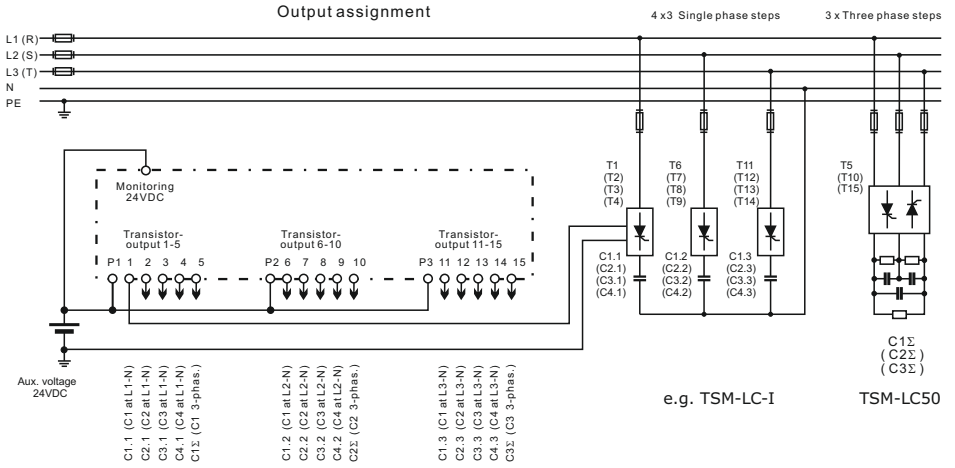 Output assignment
4 x3 Single phase steps
3 x Three phase steps
L1 (R)
L2 (S)
L3 (T)
N
PE
Monitoring
24VDC
Transistor-
output 1-5
Transistor-
output 6-10
Transistor-
output 11-15
P1 1 2 3 4 5
P2 6 7 8 9 10
P3 11 12 13 14 15
T1
(T2)
(T3)
(T4)
T6
(T7)
(T8)
(T9)
T11
(T12)
(T13)
(T14)
T5
(T10)
(T15)
C1.1
(C2.1)
(C3.1)
(C4.1)
C1.2
(C2.2)
(C3.2)
(C4.2)
C1.3
(C2.3)
(C3.3)
(C4.3)
C1Σ
(C2Σ)
(C3Σ)
Aux. voltage
24VDC
C1.1 (C1 at L1-N)
C2.1 (C2 at L1-N)
C3.1 (C3 at L1-N)
C4.1 (C4 at L1-N)
C1Σ (C1 3-phas.)
C1.2 (C1 at L2-N)
C2.2 (C2 at L2-N)
C3.2 (C3 at L2-N)
C4.2 (C4 at L2-N)
C2Σ (C2 3-phas.)
C1.3 (C1 at L3-N)
C2.3 (C2 at L3-N)
C3.3 (C3 at L3-N)
C4.3 (C4 at L3-N)
C3Σ (C3 3-phas.)
e.g. TSM-LC-I
TSM-LC50